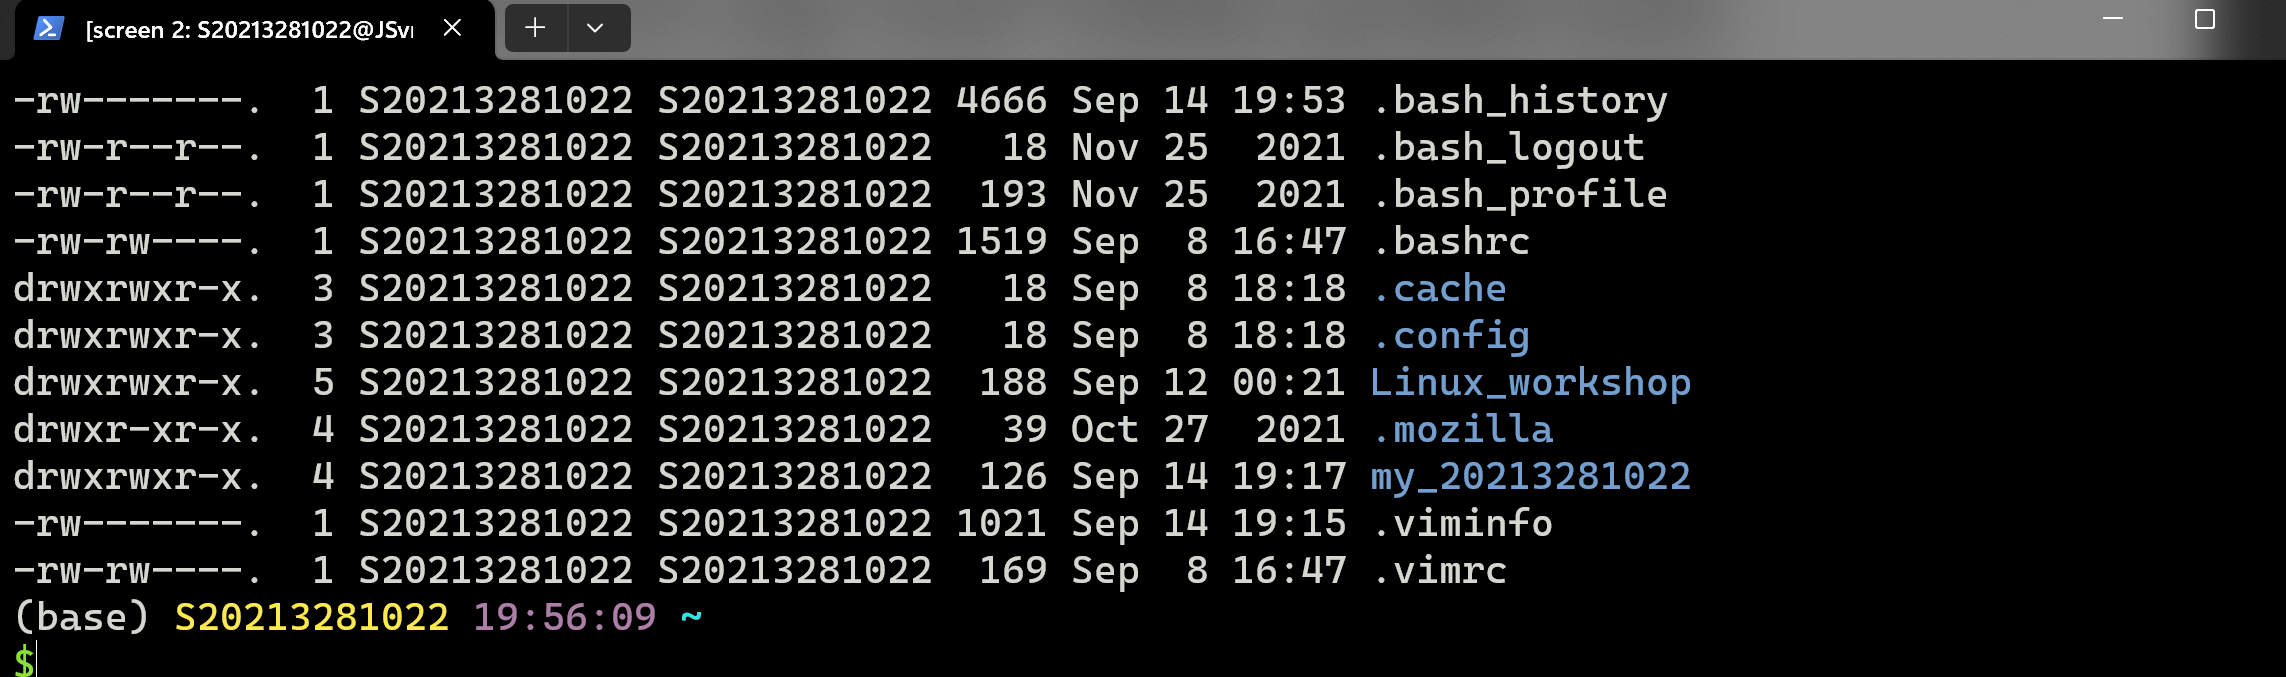 [screen 2: S20213281022@JSvr
-rw-------.  1 S20213281022 S20213281022 4666 Sep 14 19:53 .bash_history
-rw-r--r--.  1 S20213281022 S20213281022   18 Nov 25  2021 .bash_logout
-rw-r--r--.  1 S20213281022 S20213281022  193 Nov 25  2021 .bash_profile
-rw-rw----.  1 S20213281022 S20213281022 1519 Sep  8 16:47 .bashrc
drwxrwxr-x.  3 S20213281022 S20213281022   18 Sep  8 18:18 .cache
drwxrwxr-x.  3 S20213281022 S20213281022   18 Sep  8 18:18 .config
drwxrwxr-x.  5 S20213281022 S20213281022  188 Sep 12 00:21 Linux_workshop
drwxr-xr-x.  4 S20213281022 S20213281022   39 Oct 27  2021 .mozilla
drwxrwxr-x.  4 S20213281022 S20213281022  126 Sep 14 19:17 my_20213281022
-rw-------.  1 S20213281022 S20213281022 1021 Sep 14 19:15 .viminfo
-rw-rw----.  1 S20213281022 S20213281022  169 Sep  8 16:47 .vimrc
(base) S20213281022 19:56:09 ~
$